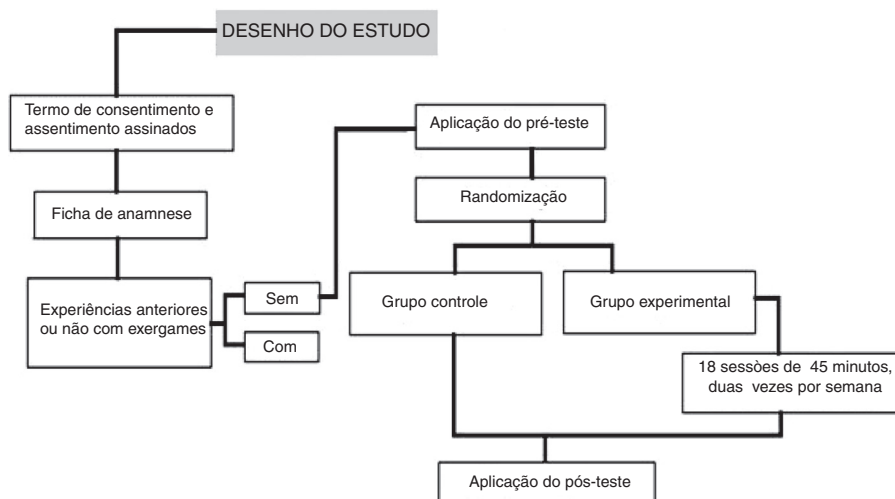 DESENHO DO ESTUDO
Termo de consentimento e
assentimento assinados
Ficha de anamnese
Experiências anteriores
ou não com exergames
Sem
Com
Aplicação do pré-teste
Randomização
Grupo controle
Grupo experimental
18 sessòes de 45 minutos,
duas vezes por semana
Aplicação do pós-teste